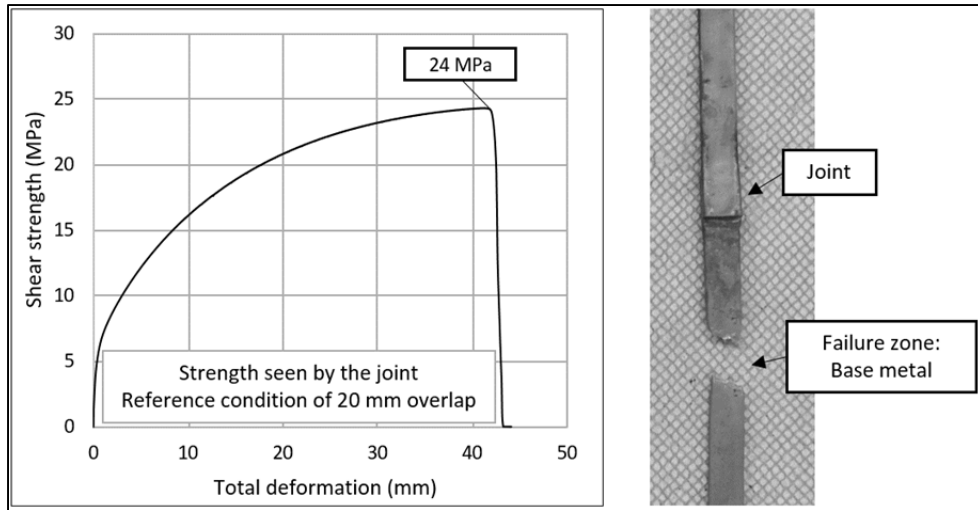 30
25
20
15
10
5
0
Shear strength (MPa)
24 MPa
Strength seen by the joint
Reference condition of 20 mm overlap
0 10 20 30 40 50
Total deformation (mm)
Joint
Failure zone:
Base metal